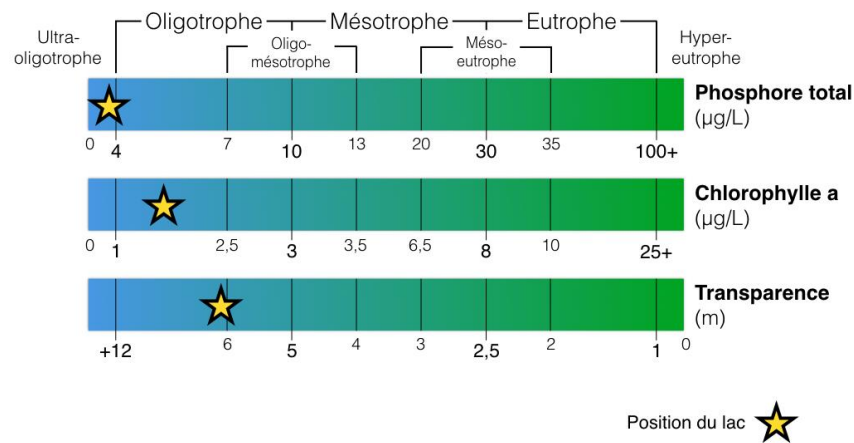 Ultra-
oligotrophe
Oligotrophe
Mésotrophe
Eutrophe
Hyper-
eutrophe
Oligo-
mésotrophe
Méso-
eutrophe
Phosphore total
(µg/L)
0 4 7 10 13 20 30 35 100+
Chlorophylle a
(µg/L)
0 1 2,5 3 3,5 6,5 8 10 25+
Transparence
(m)
+12 6 5 4 3 2,5 2 1 0
Position du lac